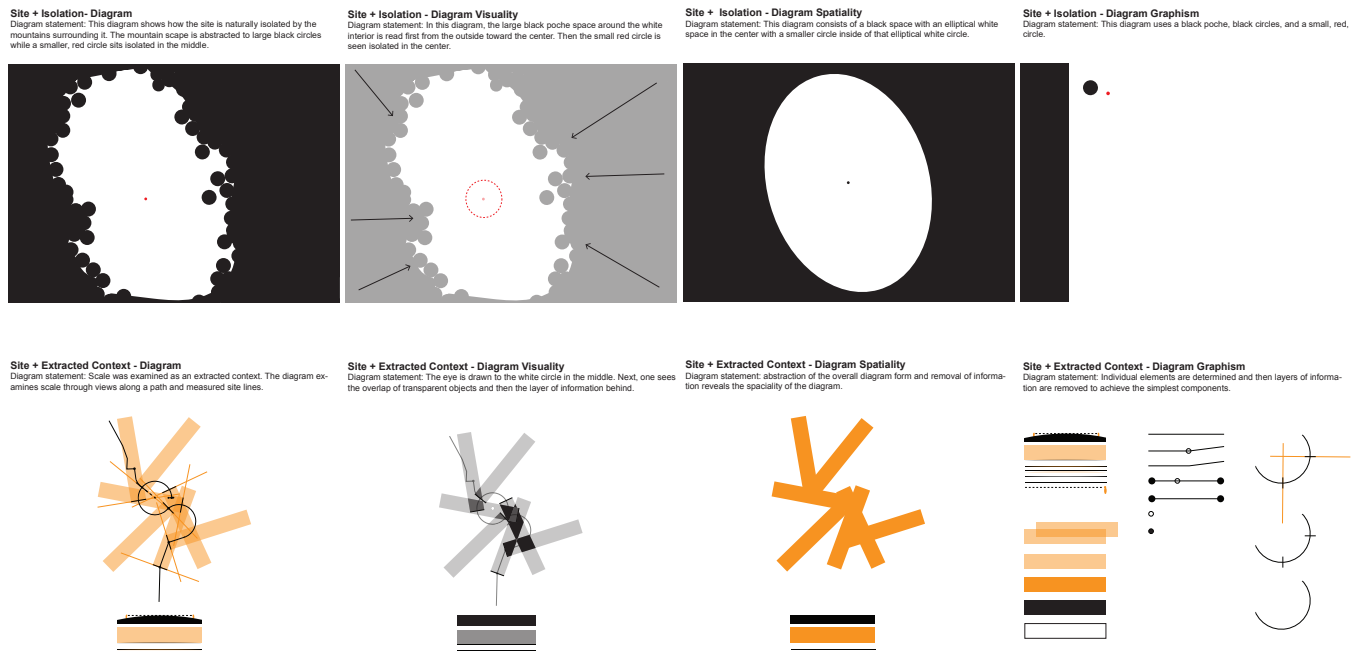 Site + Isolation- Diagram
Diagram statement: This diagram shows how the site is naturally isolated by the
mountains surrounding it. The mountain scape is abstracted to large black circles
while a smaller, red circle sits isolated in the middle.
Site + Isolation - Diagram Visuality
Diagram statement: In this diagram, the large black poche space around the white
interior is read first from the outside toward the center. Then the small red circle is
seen isolated in the center.
Site + Isolation - Diagram Spatiality
Diagram statement: This diagram consists of a black space with an elliptical white
space in the center with a smaller circle inside of that elliptical white circle.
Site + Isolation - Diagram Graphism
Diagram statement: This diagram uses a black poche, black circles, and a small, red,
circle.
Site + Extracted Context - Diagram
Diagram statement: Scale was examined as an extracted context. The diagram ex-
amines scale through views along a path and measured site lines.
Site + Extracted Context - Diagram Visuality
Diagram statement: The eye is drawn to the white circle in the middle. Next, one sees
the overlap of transparent objects and then the layer of information behind.
Site + Extracted Context - Diagram Spatiality
Diagram statement: abstraction of the overall diagram form and removal of informa-
tion reveals the spaciality of the diagram.
Site + Extracted Context - Diagram Graphism
Diagram statement: Individual elements are determined and then layers of informa-
tion are removed to achieve the simplest components.